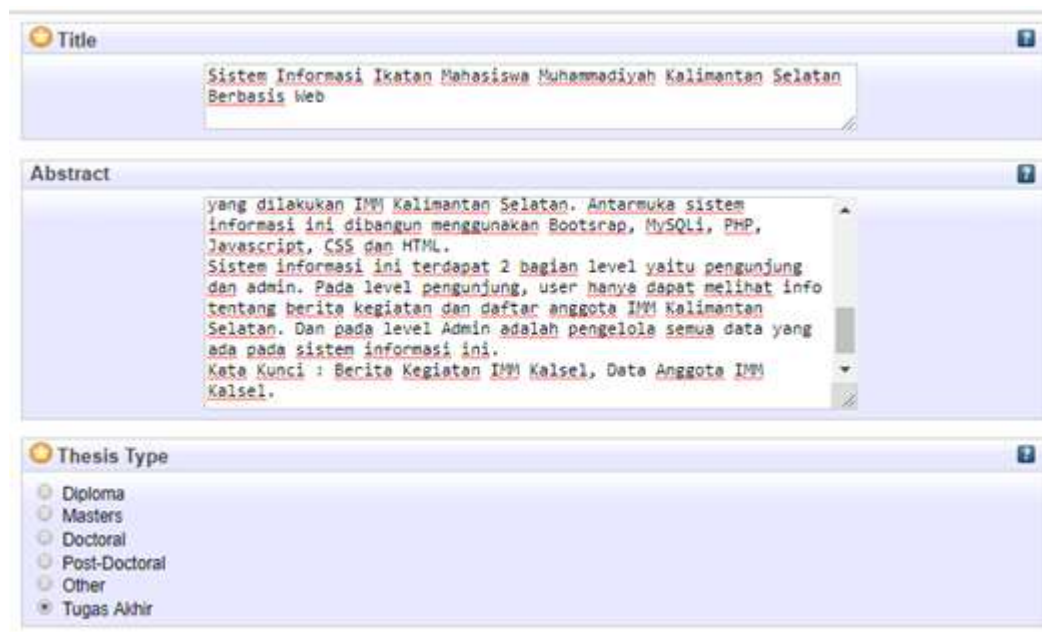 Title
Sistem Informasi Ikatan Mahasiswa Muhammadiyah Kalimantan Selatan
Berbasis Web
Abstract
yang dilakukan IMM Kalimantan Selatan. Antarmuka sistem
informasi ini dibangun menggunakan Bootsrap, MySQLi, PHP,
Javascript, CSS dan HTML.
Sistem informasi ini terdapat 2 bagian level yaitu pengunjung
dan admin. Pada level pengunjung, user hanya dapat melihat info
tentang berita kegiatan dan daftar anggota IMM Kalimantan
Selatan. Dan pada level Admin adalah pengelola semua data yang
ada pada sistem informasi ini.
Kata Kunci : Berita Kegiatan IMM Kalsel, Data Anggota IMM
Kalsel.
Thesis Type
Diploma
Masters
Doctoral
Post-Doctoral
Other
Tugas Akhir